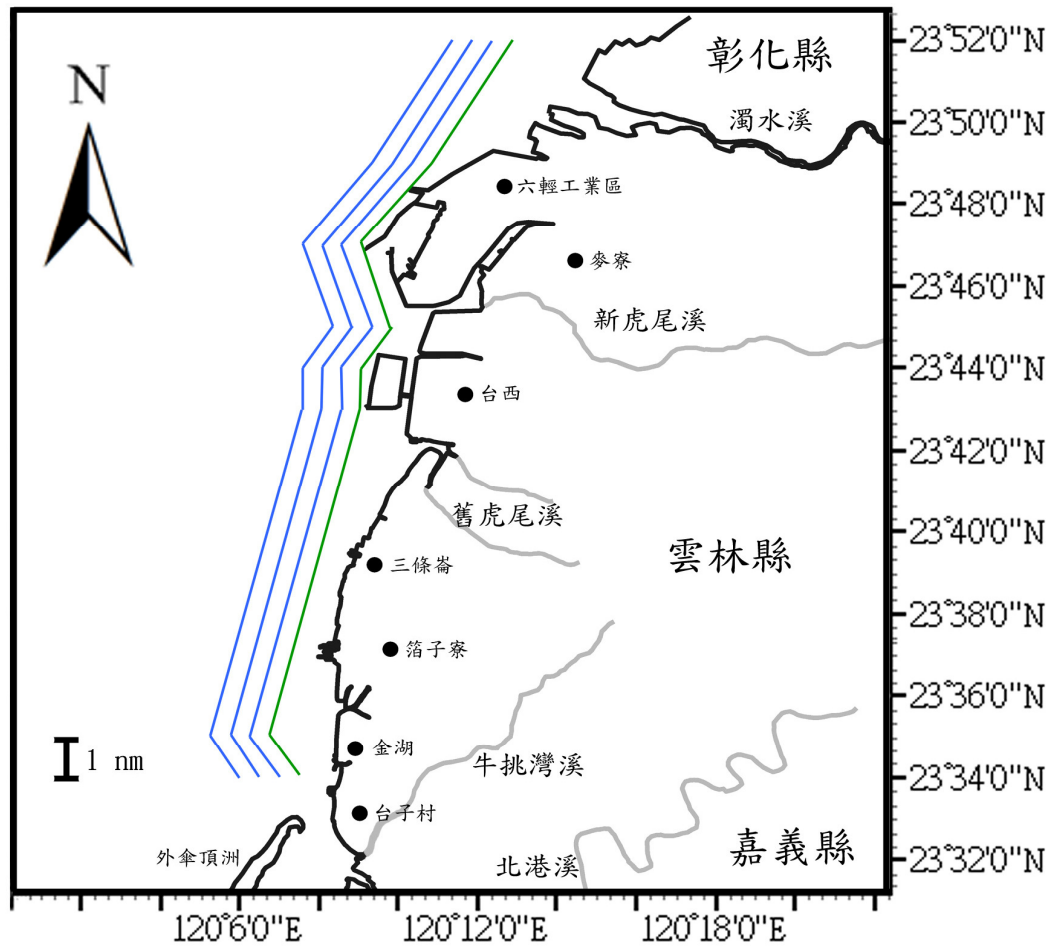 彰化縣
23°52'0"N
N
濁水溪
23°50'0"N
六輕工業區
23°48'0"N
麥寮
23°46'0"N
新虎尾溪
23°44'0"N
台西
23°42'0"N
舊虎尾溪
23°40'0"N
三條崙
雲林縣
23°38'0"N
箔子寮
23°36'0"N
金湖
1 nm
牛挑灣溪
23°34'0"N
台子村
外傘頂洲
北港溪
嘉義縣
23°32'0"N
120°6'0"E
120°12'0"E
120°18'0"E